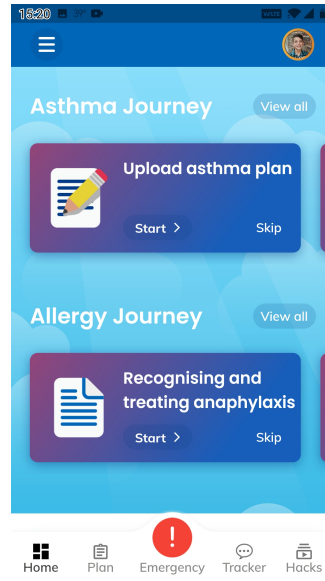 15:20
Asthma Journey
View all
Upload asthma plan
Start
Skip
Allergy Journey
View all
Recognising and
treating anaphylaxis
Start
Skip
!
Home Plan Emergency Tracker Hacks